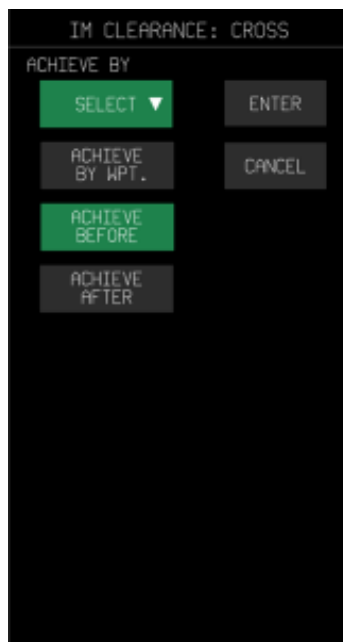 IM CLEARANCE: CROSS
ACHIEVE BY
SELECT ▼ ENTER
ACHIEVE
BY WPT.
CANCEL
ACHIEVE
BEFORE
ACHIEVE
AFTER